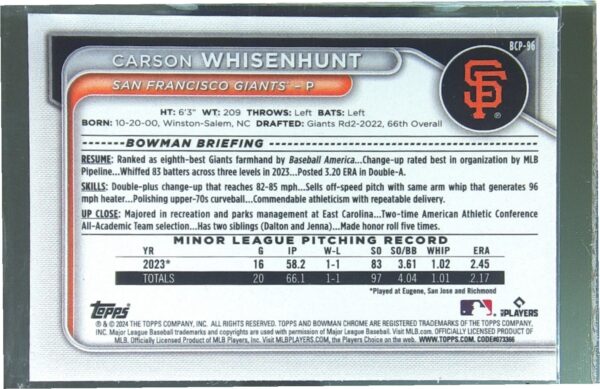 CARSON WHISENHUNT
BCP-96
SAN FRANCISCO GIANTS™ – P
SF
HT: 6'3" WT: 209 THROWS: Left BATS: Left
BORN: 10-20-00, Winston-Salem, NC DRAFTED: Giants Rd2-2022, 66th Overall
BOWMAN BRIEFING
RESUME: Ranked as eighth-best Giants farmhand by Baseball America...Change-up rated best in organization by MLB
Pipeline...Whiffed 83 batters across three levels in 2023...Posted 3.20 ERA in Double-A.
SKILLS: Double-plus change-up that reaches 82-85 mph...Sells off-speed pitch with same arm whip that generates 96
mph heater...Polishing upper-70s curveball...Commendable athleticism with repeatable delivery.
UP CLOSE: Majored in recreation and parks management at East Carolina...Two-time American Athletic Conference
All-Academic Team selection...Has two siblings (Dalton and Jenna)...Made honor roll five times.
MINOR LEAGUE PITCHING RECORD
YR G IP W-L SO SO/BB WHIP ERA
2023* 16 58.2 1-1 83 3.61 1.02 2.45
TOTALS 20 66.1 1-1 97 4.04 1.01 2.17
*Played at Eugene, San Jose and Richmond
Topps
PLAYERS
® & © 2024 THE TOPPS COMPANY, INC. ALL RIGHTS RESERVED. TOPPS AND BOWMAN CHROME ARE REGISTERED TRADEMARKS OF THE TOPPS COMPANY, INC.
Major League Baseball trademarks and copyrights are used with permission of Major League Baseball. Visit MLB.com. OFFICIALLY LICENSED PRODUCT OF
MLB. Officially Licensed Product of MLB Players, Inc. Visit MLBPLAYERS.com, the Players Choice on the web. WWW.TOPPS.COM. CODE#073366